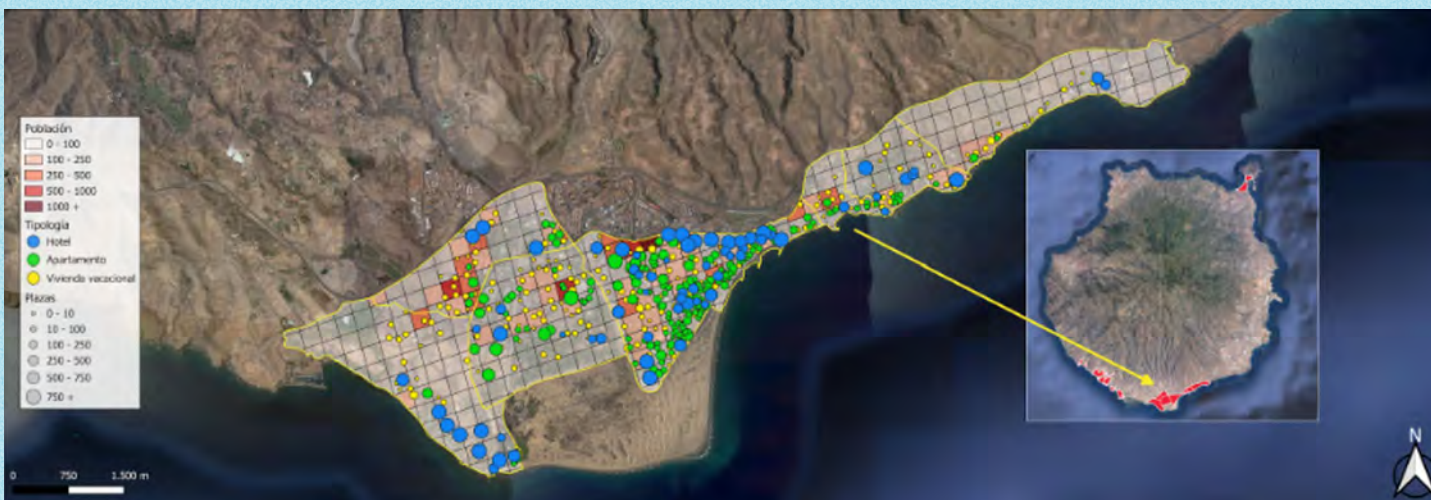 Población
0 - 100
100 - 250
250 - 500
500 - 1000
1000 +
Tipología
Hotel
Apartamento
Vivienda vacacional
Plazas
0 - 10
10 - 100
100 - 250
250 - 500
500 - 750
750 +
0 750 1.500 m
N